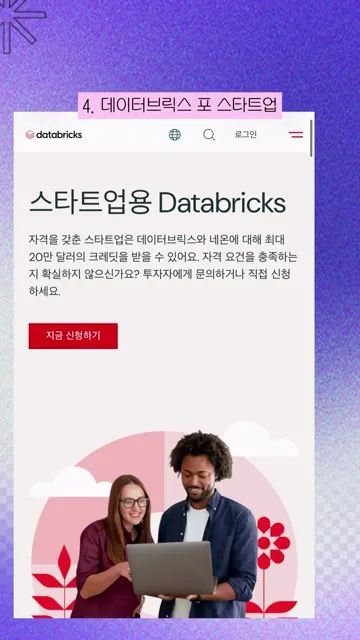 4. 데이터브릭스 포 스타트업
databricks
로그인
스타트업용 Databricks
자격을 갖춘 스타트업은 데이터브릭스와 네온에 대해 최대
20만 달러의 크레딧을 받을 수 있어요. 자격 요건을 충족하는
지 확실하지 않으신가요? 투자자에게 문의하거나 직접 신청
하세요.
지금 신청하기